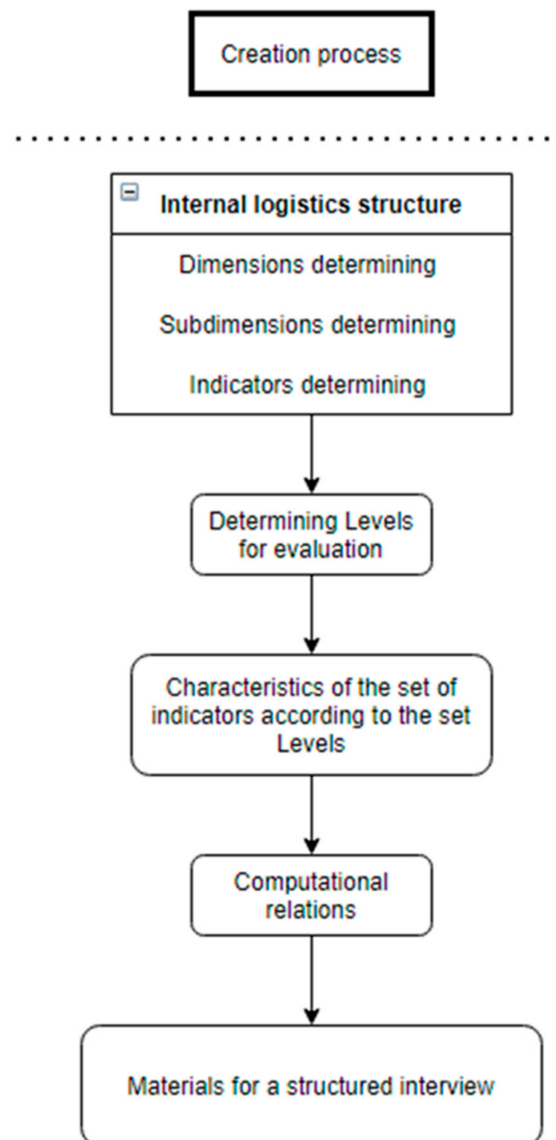 Creation process
Internal logistics structure
Dimensions determining
Subdimensions determining
Indicators determining
Determining Levels
for evaluation
Characteristics of the set of
indicators according to the set
Levels
Computational
relations
Materials for a structured interview